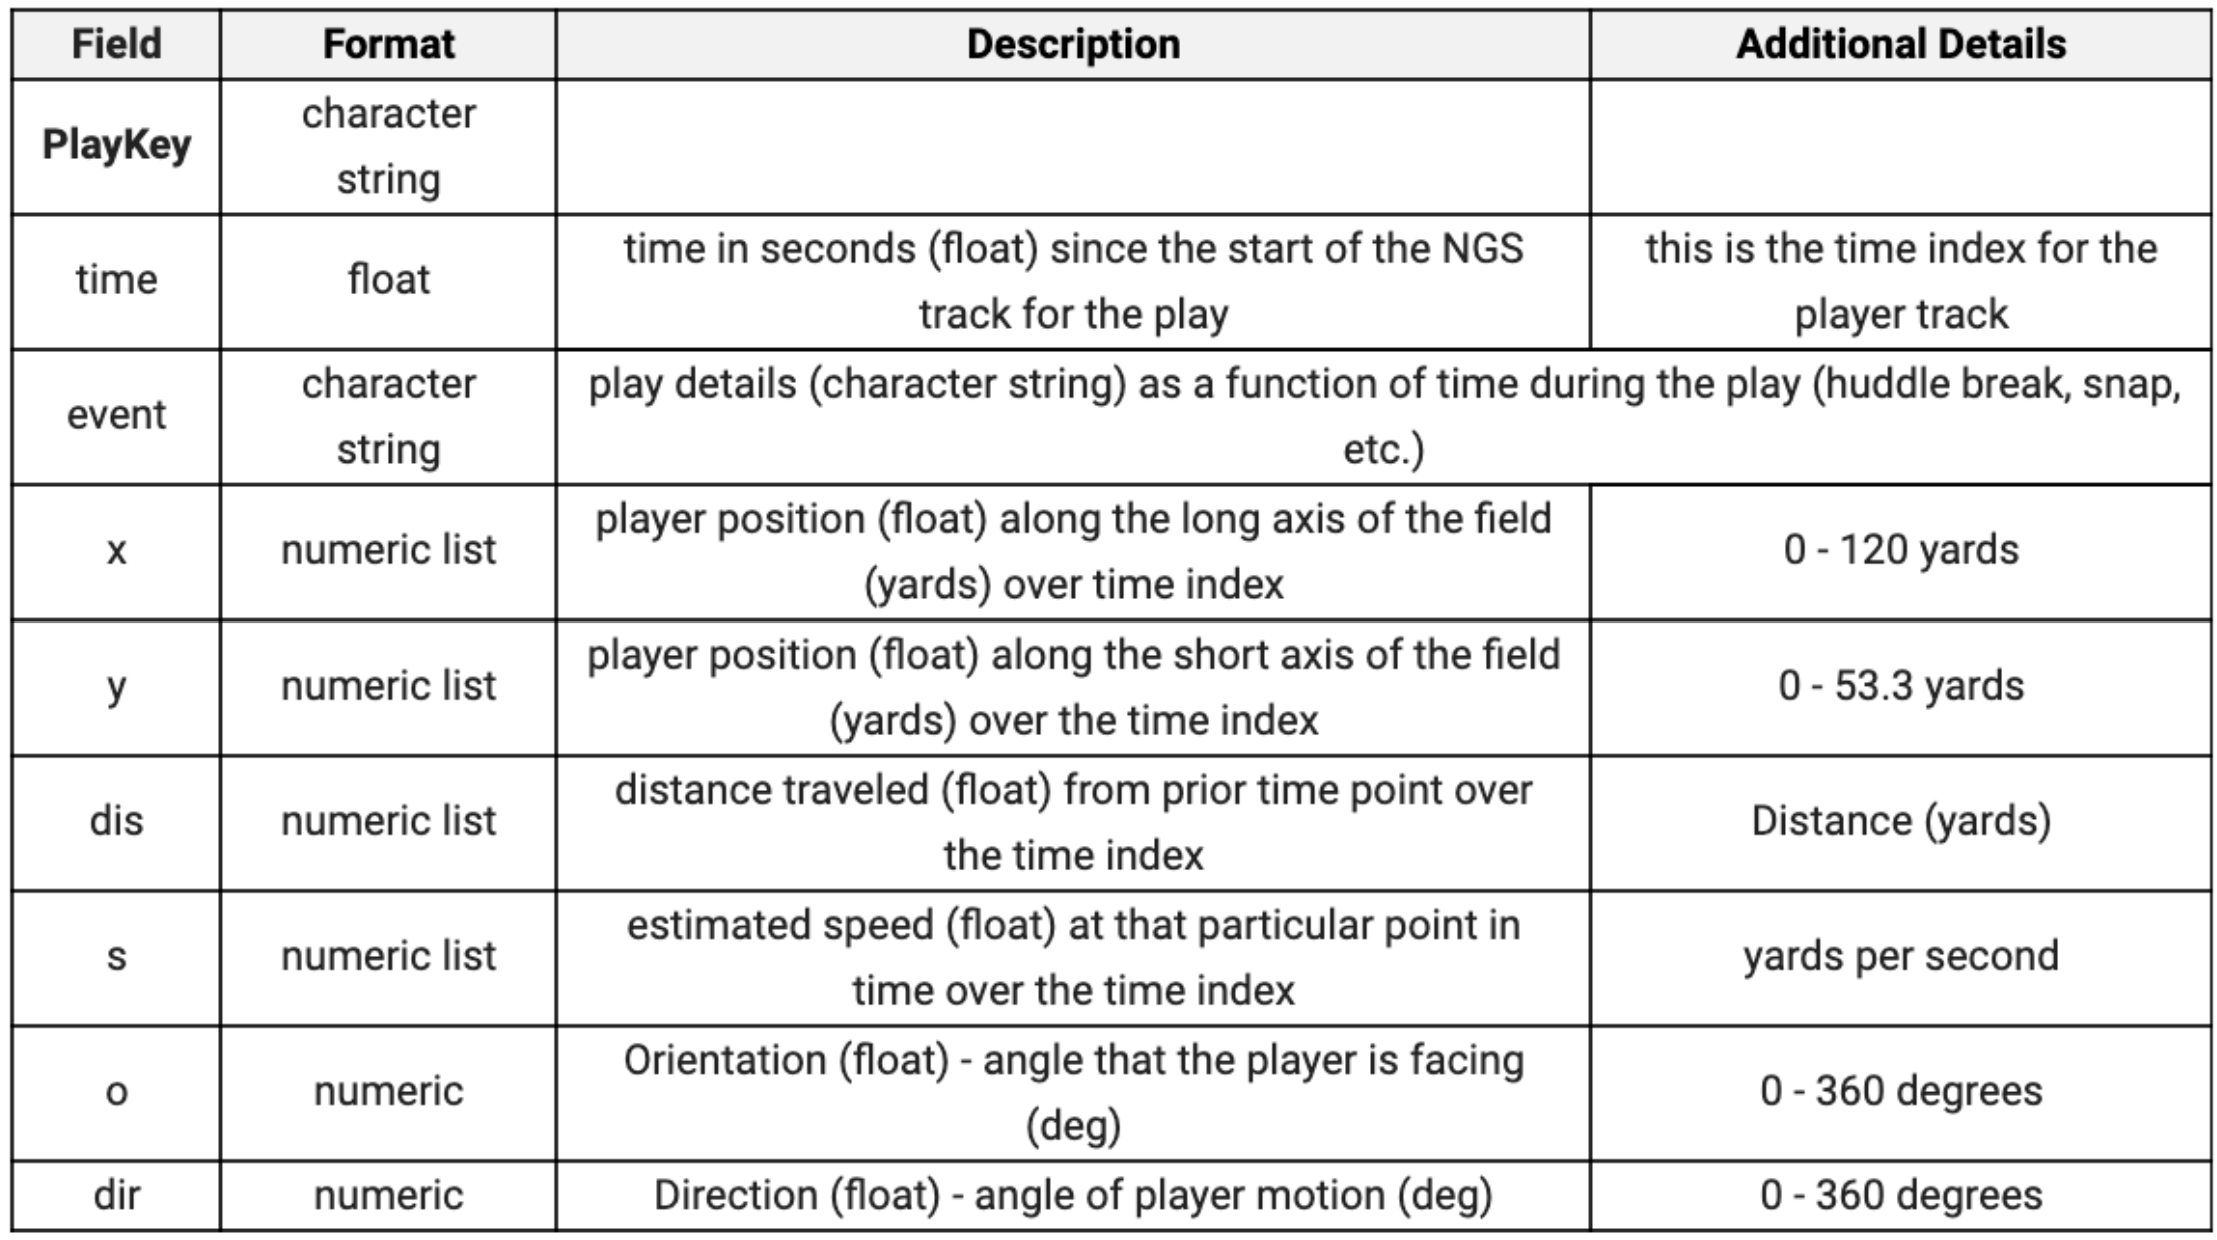 Field Format Description Additional Details
PlayKey character string
time float time in seconds (float) since the start of the NGS track for the play this is the time index for the player track
event character string play details (character string) as a function of time during the play (huddle break, snap, etc.)
x numeric list player position (float) along the long axis of the field (yards) over time index 0 - 120 yards
y numeric list player position (float) along the short axis of the field (yards) over the time index 0 - 53.3 yards
dis numeric list distance traveled (float) from prior time point over the time index Distance (yards)
s numeric list estimated speed (float) at that particular point in time over the time index yards per second
o numeric Orientation (float) - angle that the player is facing (deg) 0 - 360 degrees
dir numeric Direction (float) - angle of player motion (deg) 0 - 360 degrees